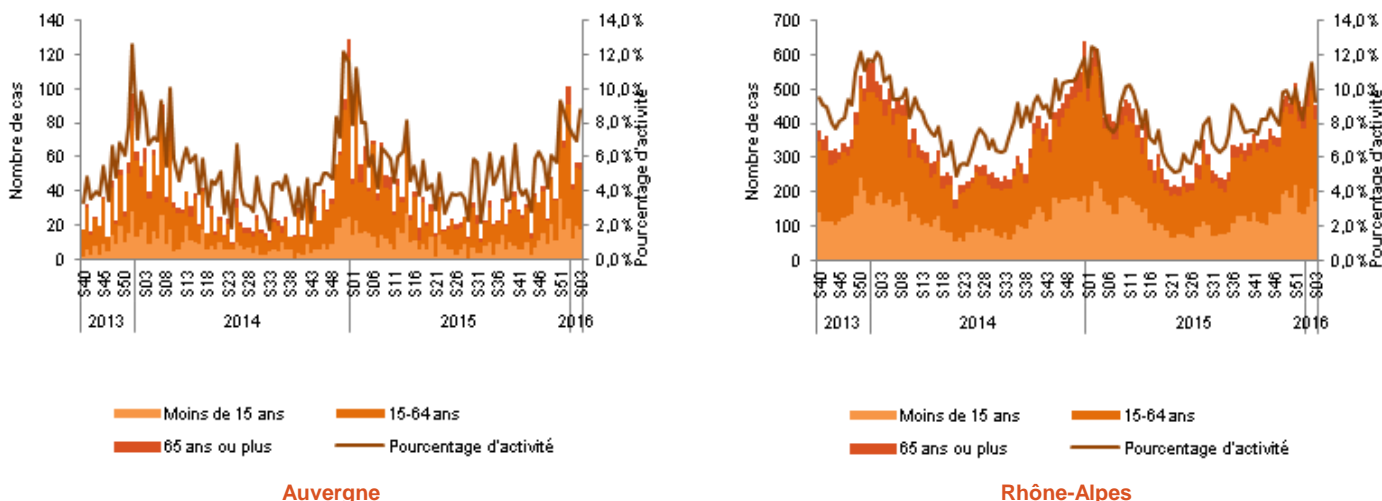 140
120
100
80
60
40
20
0
Nombre de cas
14,0%
12,0%
10,0%
8,0%
6,0%
4,0%
2,0%
0,0%
Pourcentage d'activité
S40
S45
S50
S03
S08
S13
S18
S23
S28
S33
S38
S43
S48
S01
S06
S11
S16
S21
S26
S31
S36
S41
S46
S51
S03
2013
2014
2015
2016
Moins de 15 ans
15-64 ans
65 ans ou plus
Pourcentage d'activité
Auvergne
700
600
500
400
300
200
100
0
Nombre de cas
14,0%
12,0%
10,0%
8,0%
6,0%
4,0%
2,0%
0,0%
Pourcentage d'activité
S40
S45
S50
S03
S08
S13
S18
S23
S28
S33
S38
S43
S48
S01
S06
S11
S16
S21
S26
S31
S36
S41
S46
S51
S03
2013
2014
2015
2016
Moins de 15 ans
15-64 ans
65 ans ou plus
Pourcentage d'activité
Rhône-Alpes